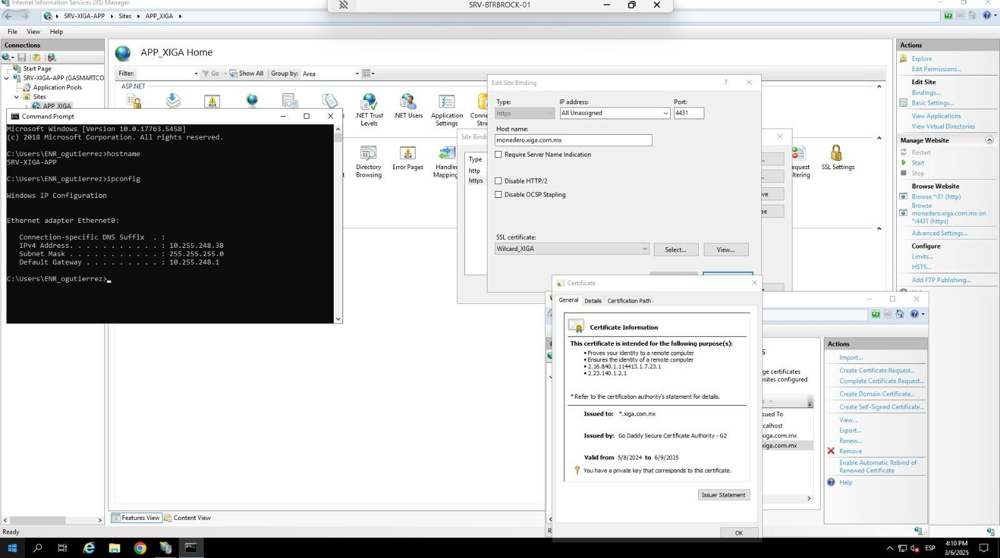 Internet Information Services (IIS) Manager
SRV-BTRBROCK-01
SRV-XIGA-APP
Sites
APP_XIGA
File
View
Help
Connections
Start Page
SRV-XIGA-APP (GASMARTCO
Application Pools
Sites
APP_XIGA
APP_XIGA Home
Filter:
Go
Show All
Group by:
Area
ASP.NET
.NET Trust
Levels
.NET Users
Application
Settings
Conne
Strin
Directory
Browsing
Error Pages
Handler
Mapping
equest
ltering
SSL Settings
Command Prompt
Microsoft Windows [Version 10.0.17763.5458]
(c) 2018 Microsoft Corporation. All rights reserved.
C:\Users\ENR_ogutierrez>hostname
SRV-XIGA-APP
C:\Users\ENR_ogutierrez>ipconfig
Windows IP Configuration
Ethernet adapter Ethernet0:
Connection-specific DNS Suffix  . :
IPv4 Address. . . . . . . . . . . : 10.255.248.38
Subnet Mask . . . . . . . . . . . : 255.255.255.0
Default Gateway . . . . . . . . . : 10.255.248.1
C:\Users\ENR_ogutierrez>
Site Bindi
Type
http
https
ve
se
Edit Site Binding
?
Type:
IP address:
Port:
https
All Unassigned
4431
Host name:
monedero.xiga.com.mx
Require Server Name Indication
Disable HTTP/2
Disable OCSP Stapling
SSL certificate:
Wilcard_XIGA
Select...
View...
Certificate
General
Details
Certification Path
Certificate Information
This certificate is intended for the following purpose(s):
• Proves your identity to a remote computer
• Ensures the identity of a remote computer
• 2.16.840.1.114413.1.7.23.1
• 2.23.140.1.2.1
* Refer to the certification authority's statement for details.
Issued to: *.xiga.com.mx
Issued by: Go Daddy Secure Certificate Authority - G2
Valid from 5/8/2024 to 6/9/2025
You have a private key that corresponds to this certificate.
Issuer Statement
OK
s
ge certificates
bsites configured
sued To
calhost
xiga.com.mx
xiga.com.mx
Actions
Import...
Create Certificate Request...
Complete Certificate Request...
Create Domain Certificate...
Create Self-Signed Certificate...
View...
Export...
Renew...
Remove
Enable Automatic Rebind of
Renewed Certificate
Help
Actions
Explore
Edit Permissions...
Edit Site
Bindings...
Basic Settings...
View Applications
View Virtual Directories
Manage Website
Restart
Start
Stop
Browse Website
Browse *:81 (http)
Browse
monedero.xiga.com.mx on
*:4431 (https)
Advanced Settings...
Configure
Limits...
HSTS...
Add FTP Publishing...
Features View
Content View
Ready
ESP
4:10 PM
3/6/2025